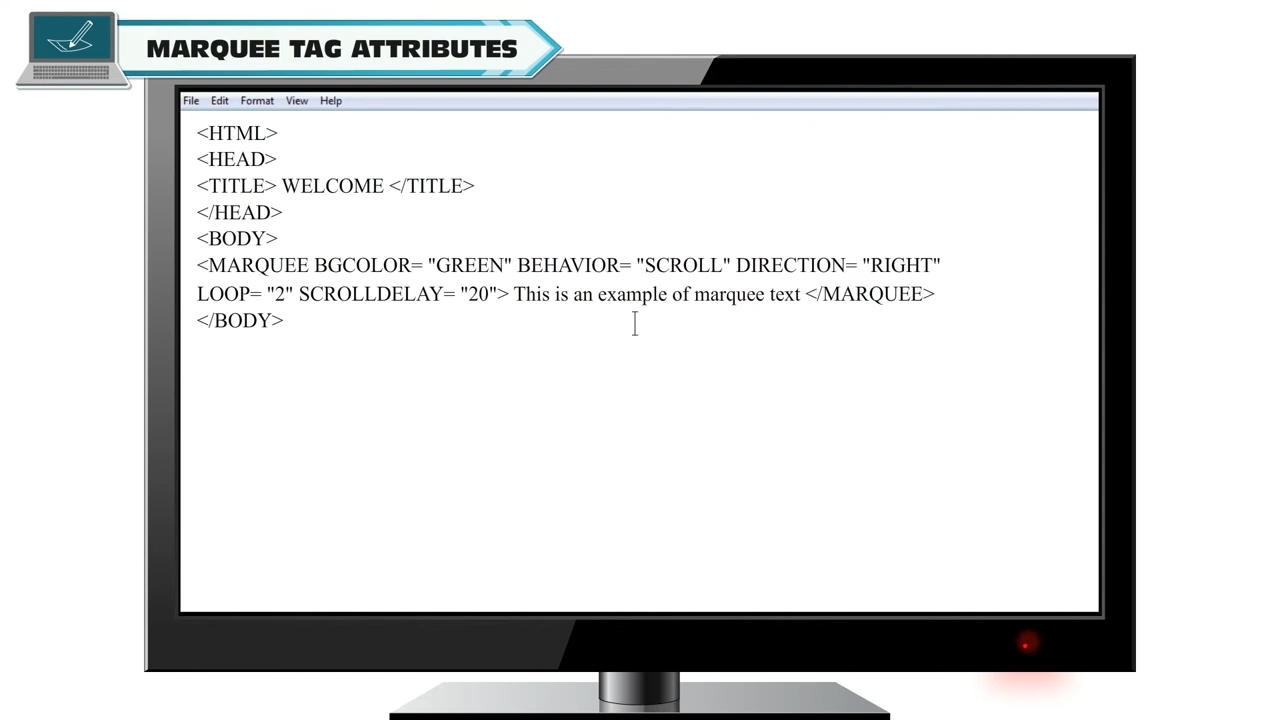 MARQUEE TAG ATTRIBUTES
File Edit Format View Help
<HTML>
<HEAD>
<TITLE> WELCOME </TITLE>
</HEAD>
<BODY>
<MARQUEE BGCOLOR= "GREEN" BEHAVIOR= "SCROLL" DIRECTION= "RIGHT"
LOOP= "2" SCROLLDELAY= "20"> This is an example of marquee text </MARQUEE>
</BODY>